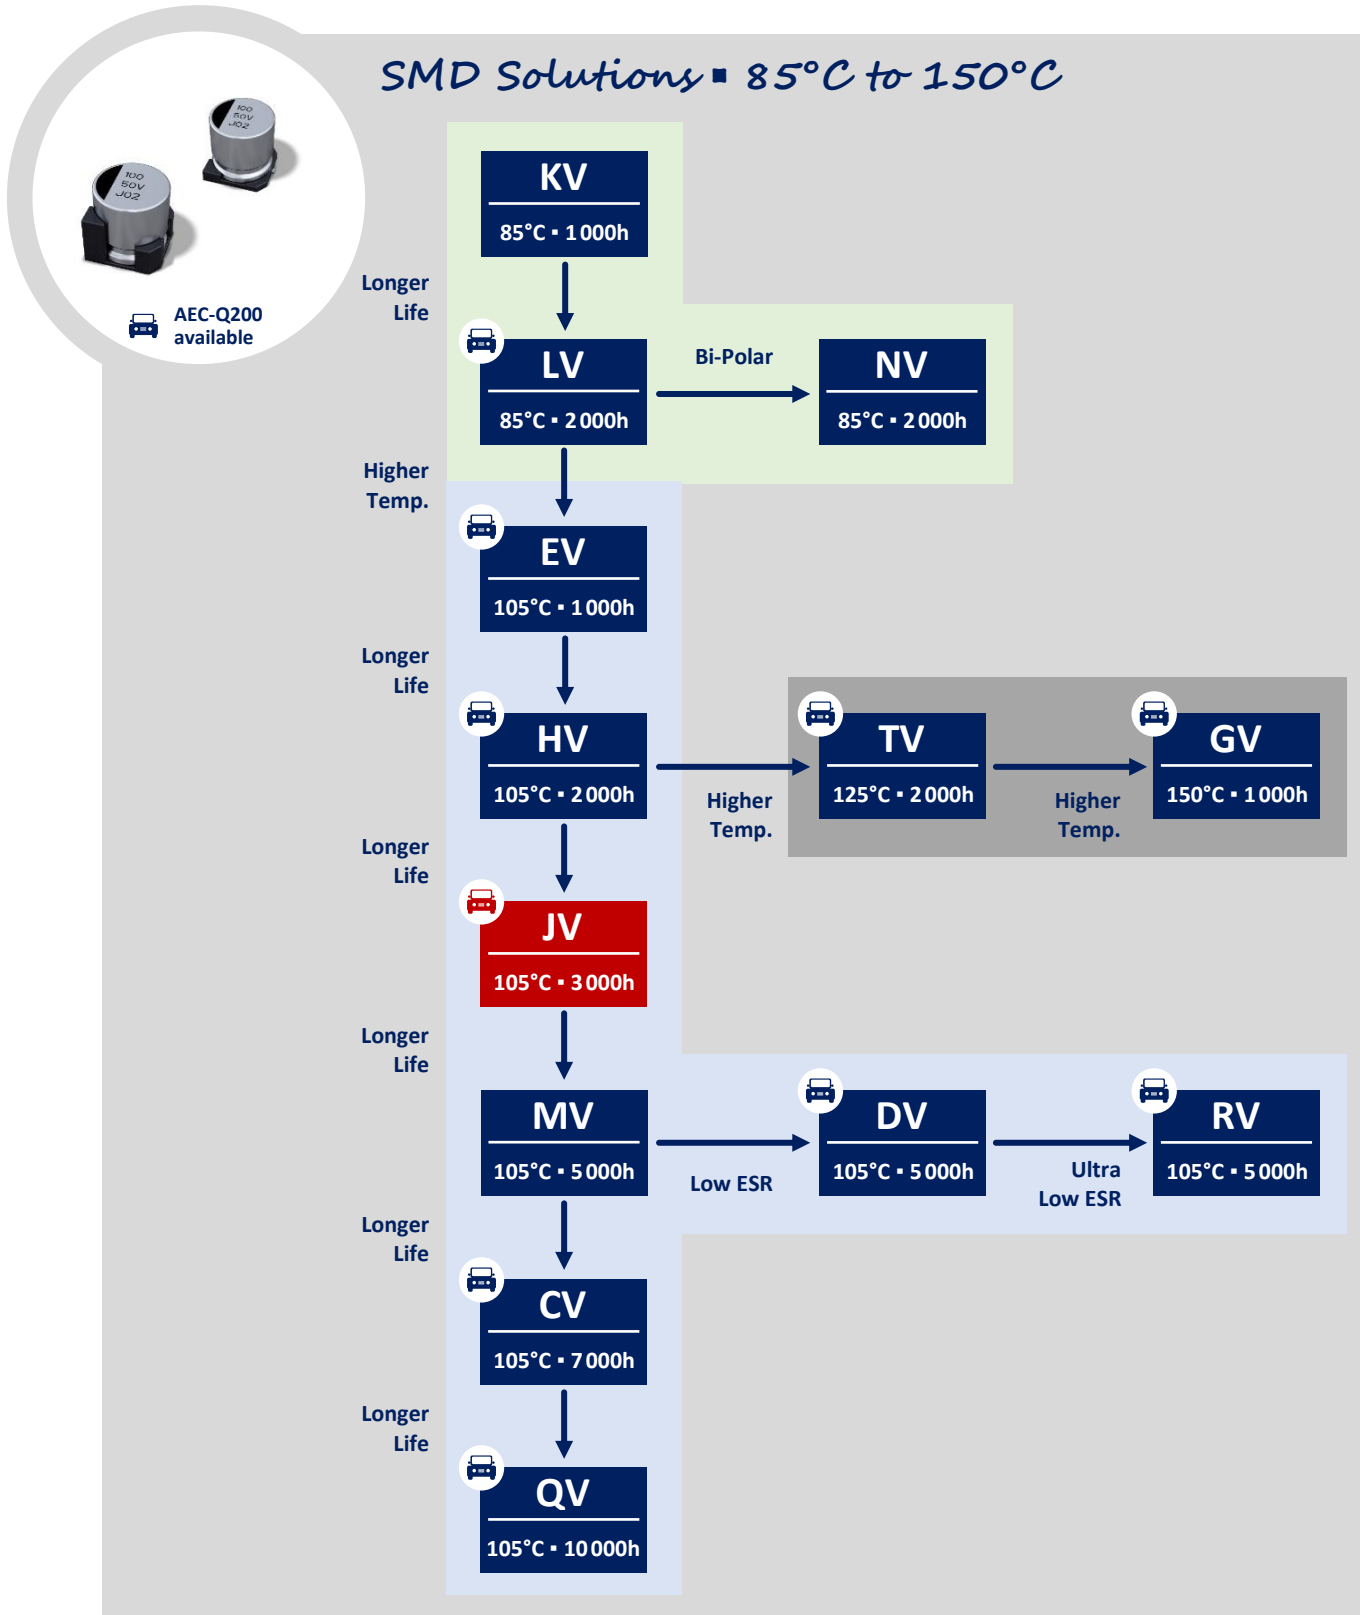 SMD Solutions ▪ 85°C to 150°C
100
50V
J02
100
50V
J02
AEC-Q200
available
KV
85°C ▪ 1000h
Longer
Life
LV
85°C ▪ 2000h
Bi-Polar
NV
85°C ▪ 2000h
Higher
Temp.
EV
105°C ▪ 1000h
Longer
Life
HV
105°C ▪ 2000h
Higher
Temp.
TV
125°C ▪ 2000h
Higher
Temp.
GV
150°C ▪ 1000h
Longer
Life
JV
105°C ▪ 3000h
Longer
Life
MV
105°C ▪ 5000h
Low ESR
DV
105°C ▪ 5000h
Ultra
Low ESR
RV
105°C ▪ 5000h
Longer
Life
CV
105°C ▪ 7000h
Longer
Life
QV
105°C ▪ 10000h